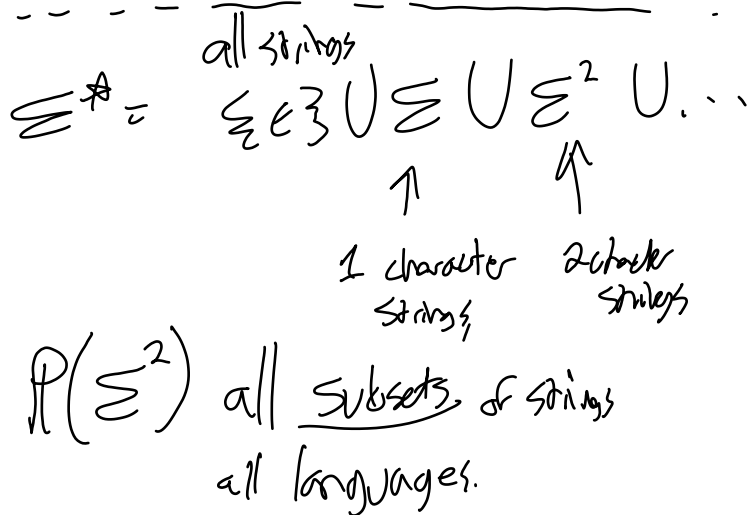 all strings
Σ* = {ε} ∪ Σ ∪ Σ² ∪ ...
↑ ↑
1 character 2 character
strings strings
P(Σ²) all subsets of strings
all languages.